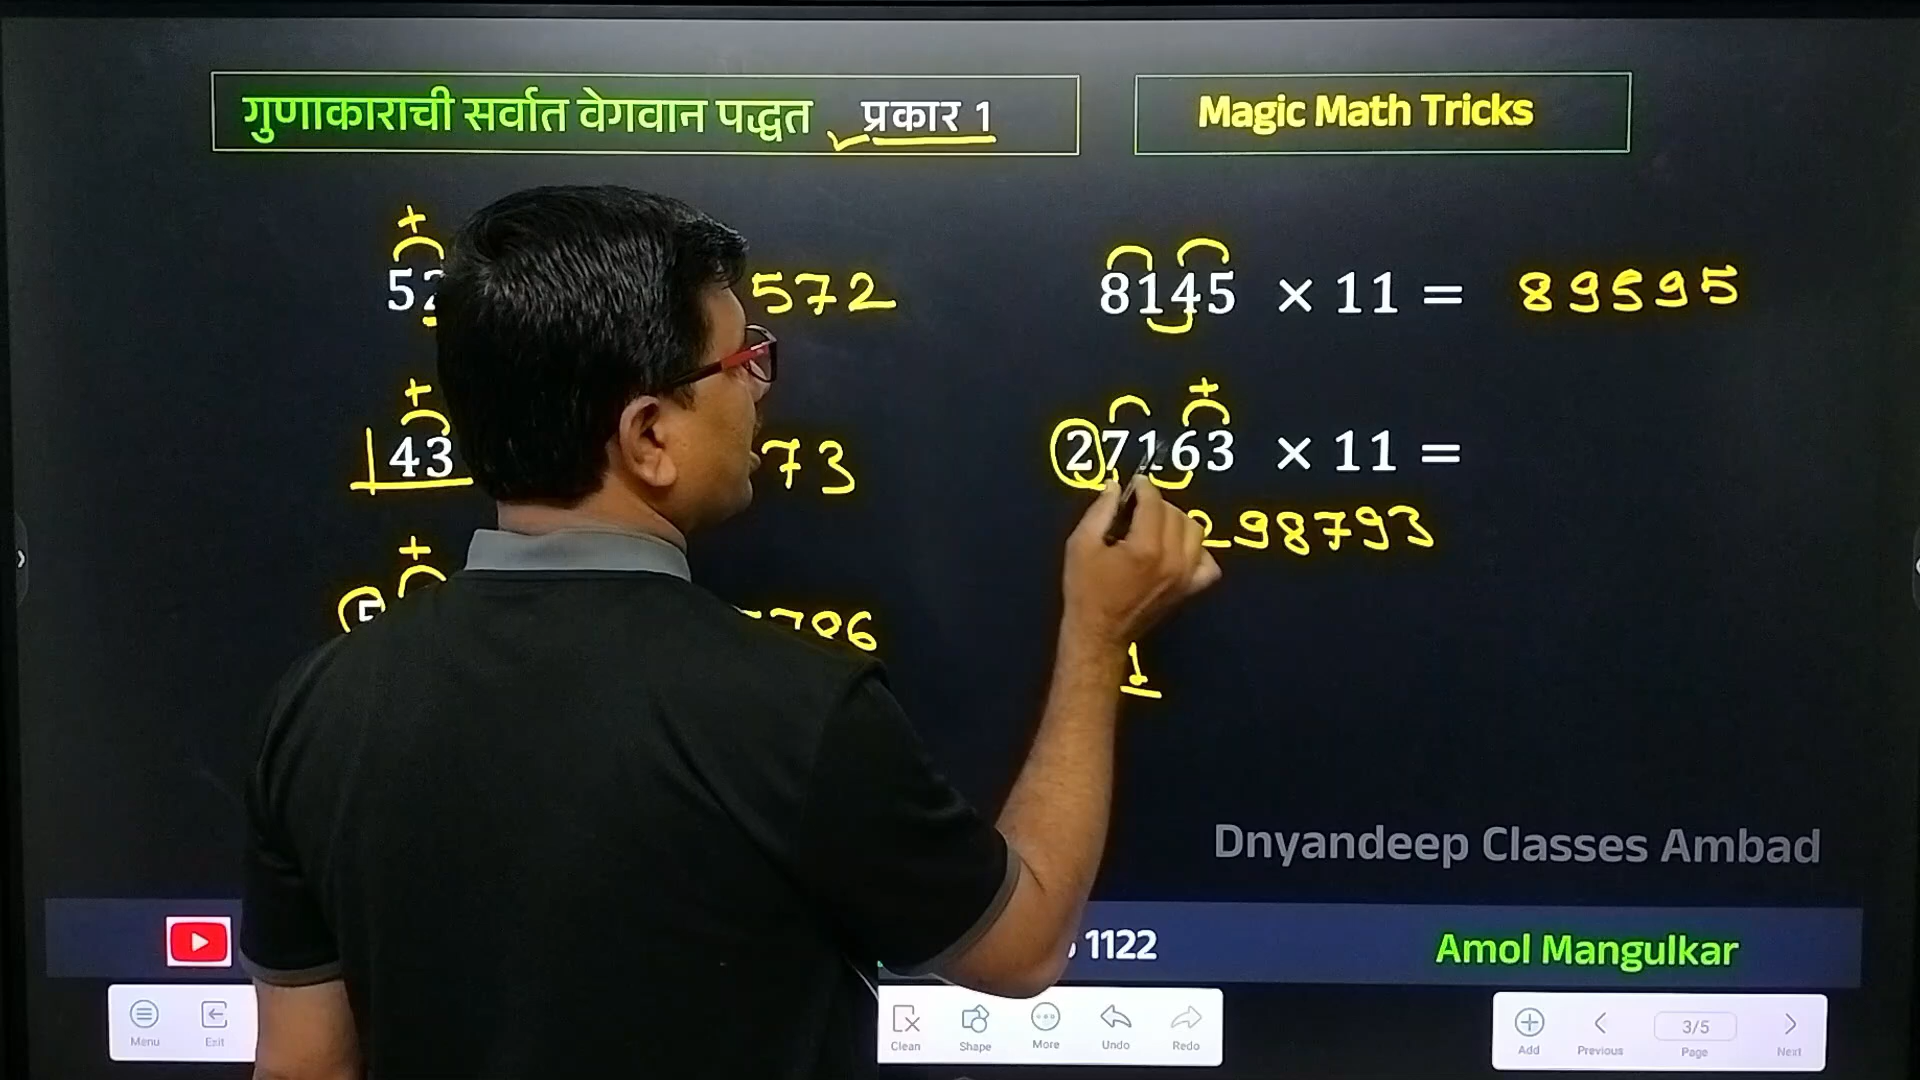 गुणाकाराची सर्वात वेगवान पद्धत प्रकार 1
Magic Math Tricks
+
572
8145 × 11 = 89595
+
43
73
+
27163 × 11 =
298793
+
786
1
Dnyandeep Classes Ambad
1122
Amol Mangulkar
Menu
Exit
Clean
Shape
More
Undo
Redo
Add
Previous
3/5
Page
Next